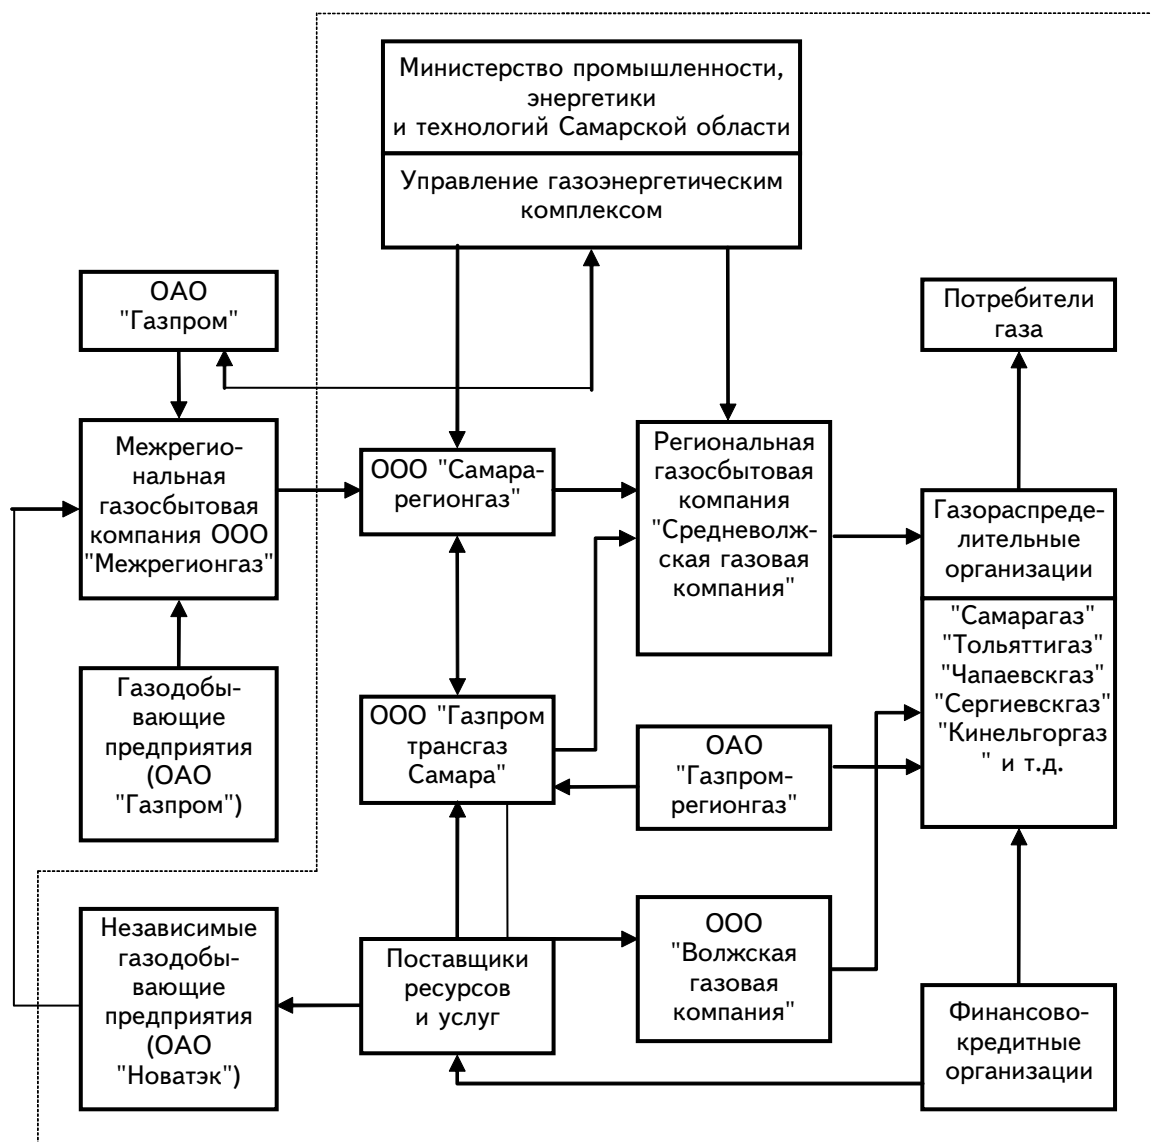 Министерство промышленности,
энергетики
и технологий Самарской области
Управление газоэнергетическим
комплексом
ОАО
"Газпром"
Потребители
газа
Межрегио-
нальная
газосбытовая
компания ООО
"Межрегионгаз"
ООО "Самара-
регионгаз"
Региональная
газосбытовая
компания
"Средневолж-
ская газовая
компания"
Газораспреде-
лительные
организации
"Самарагаз"
"Тольяттигаз"
"Чапаевскгаз"
"Сергиевскгаз"
"Кинельгоргаз
" и т.д.
Газодобы-
вающие
предприятия
(ОАО
"Газпром")
ООО "Газпром
трансгаз
Самара"
ОАО
"Газпром-
регионгаз"
Независимые
газодобы-
вающие
предприятия
(ОАО
"Новатэк")
Поставщики
ресурсов
и услуг
ООО
"Волжская
газовая
компания"
Финансово-
кредитные
организации